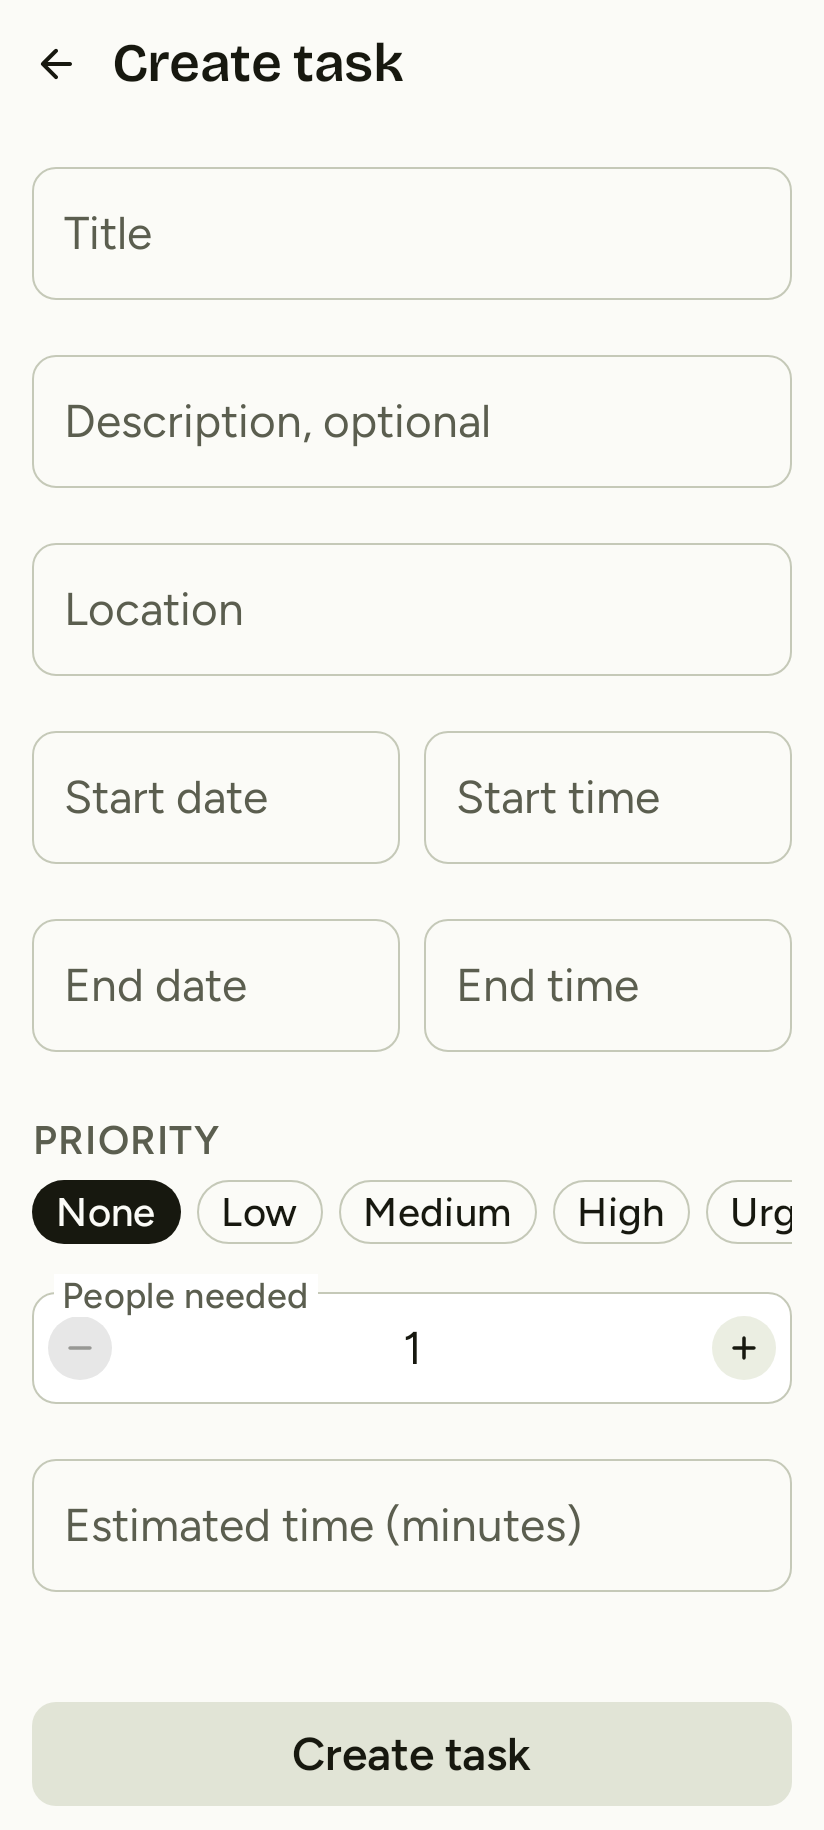 Create task
Title
Description, optional
Location
Start date Start time
End date End time
PRIORITY
None Low Medium High Urg
People needed
1
Estimated time (minutes)
Create task